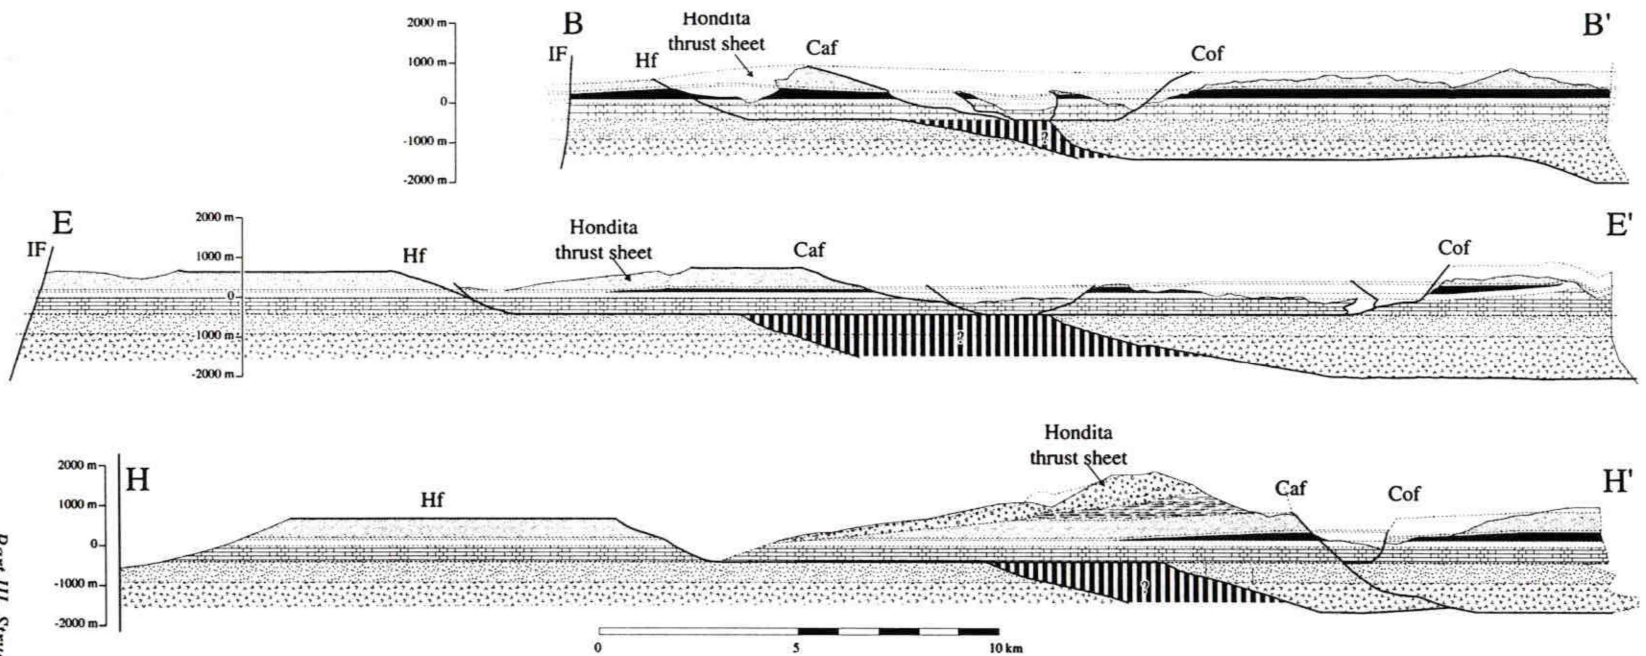 B
Hondita
thrust sheet
B'
2000 m
1000 m
0
-1000 m
-2000 m
IF
Hf
Caf
Cof
?
E
E'
2000 m
1000 m
0
-1000 m
-2000 m
IF
Hf
Hondita
thrust sheet
Caf
Cof
?
H
H'
2000 m
1000 m
0
-1000 m
-2000 m
Hf
Hondita
thrust sheet
Caf
Cof
?
0 5 10 km
Part III